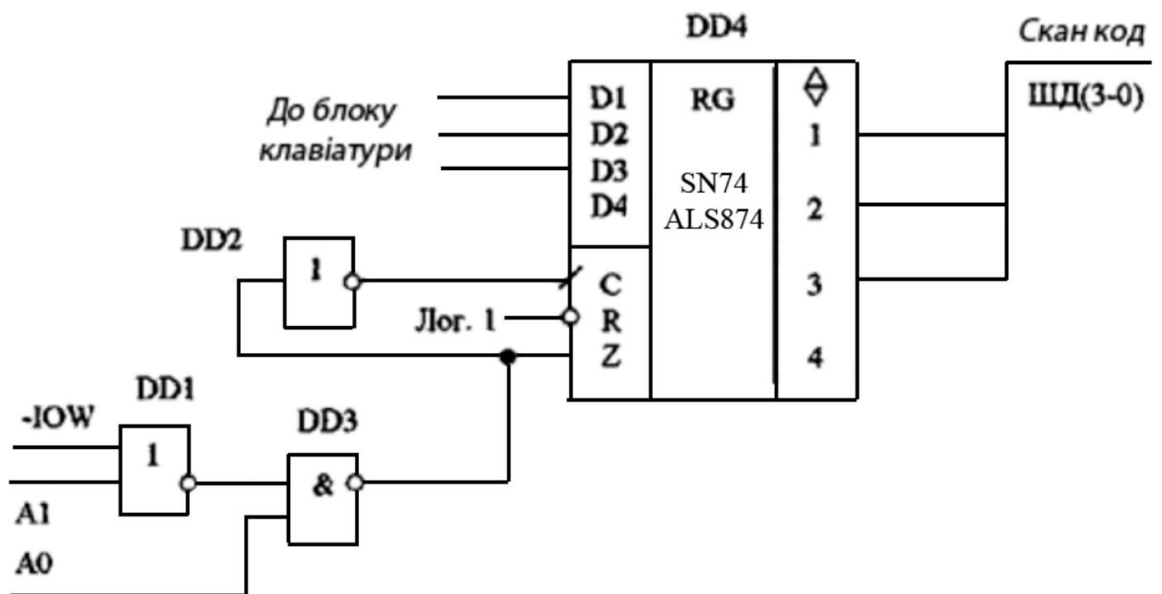 DD4
Скан код
До блоку
клавіатури
D1
D2
D3
D4
RG
SN74
ALS874
1
2
3
4
ШД(3-0)
DD2
1
C
R
Z
Лог. 1
DD1
-IOW
1
DD3
&
A1
A0